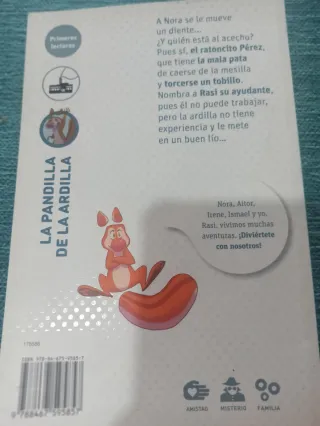 Primeros
lectores
A Nora se le mueve
un diente...
¿Y quién está al acecho?
Pues sí, el ratoncito Pérez,
que tiene la mala pata
de caerse de la mesilla
y torcerse un tobillo.
Nombra a Rasi su ayudante,
pues él no puede trabajar,
pero la ardilla no tiene
experiencia y le mete
en un buen lío...
LA PANDILLA
DE LA ARDILLA
Nora, Aitor,
Irene, Ismael y yo,
Rasi, vivimos muchas
aventuras. ¡Diviértete
con nosotros!
AMISTAD
MISTERIO
FAMILIA